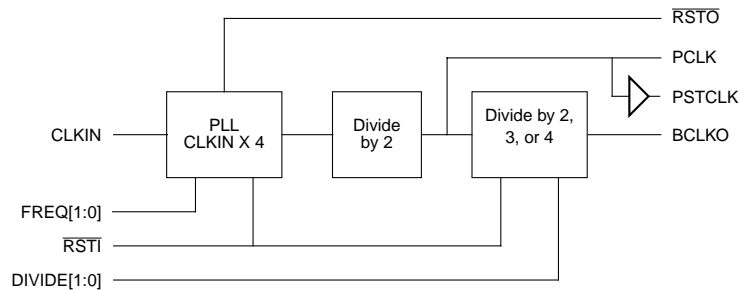 RSTO
PCLK
PSTCLK
CLKIN
PLL
CLKIN X 4
Divide
by 2
Divide by 2,
3, or 4
BCLKO
FREQ[1:0]
RSTI
DIVIDE[1:0]